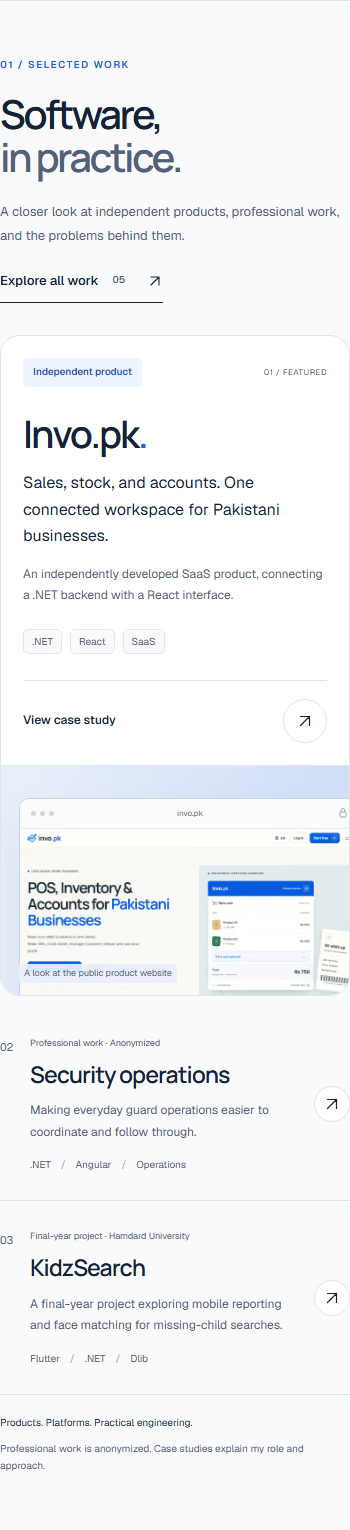 01 / SELECTED WORK
Software,
in practice.
A closer look at independent products, professional work,
and the problems behind them.
Explore all work 05
Independent product
01 / FEATURED
Invo.pk.
Sales, stock, and accounts. One
connected workspace for Pakistani
businesses.
An independently developed SaaS product, connecting
a .NET backend with a React interface.
.NET React SaaS
View case study
invo.pk
invo.pk
Log in
POS, Inventory &
Accounts for Pakistani
Businesses
Invo.pk
Rs 750
A look at the public product website
02
Professional work · Anonymized
Security operations
Making everyday guard operations easier to
coordinate and follow through.
.NET / Angular / Operations
03
Final-year project · Hamdard University
KidzSearch
A final-year project exploring mobile reporting
and face matching for missing-child searches.
Flutter / .NET / Dlib
Products. Platforms. Practical engineering.
Professional work is anonymized. Case studies explain my role and
approach.